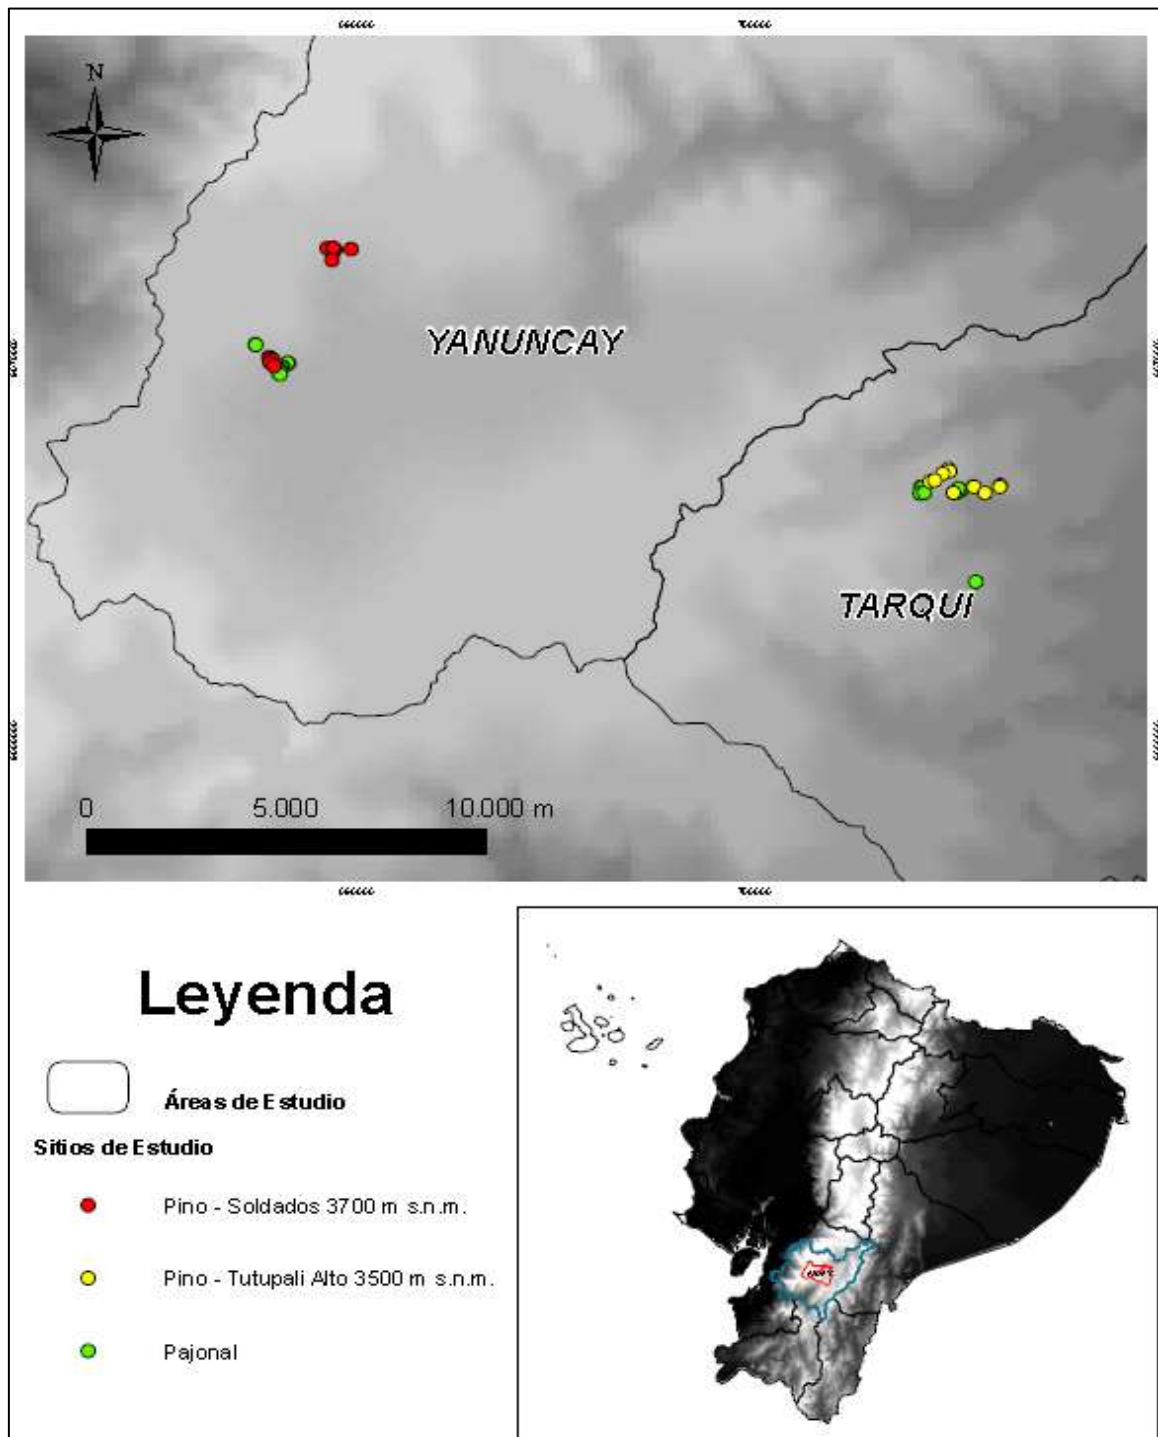 N
YANUNCAY
TARQUI
0 5.000 10.000 m
Leyenda
Áreas de Estudio
Sitios de Estudio
Pino - Soldados 3700 m s.n.m.
Pino - Tutupali Alto 3500 m s.n.m.
Pajonal